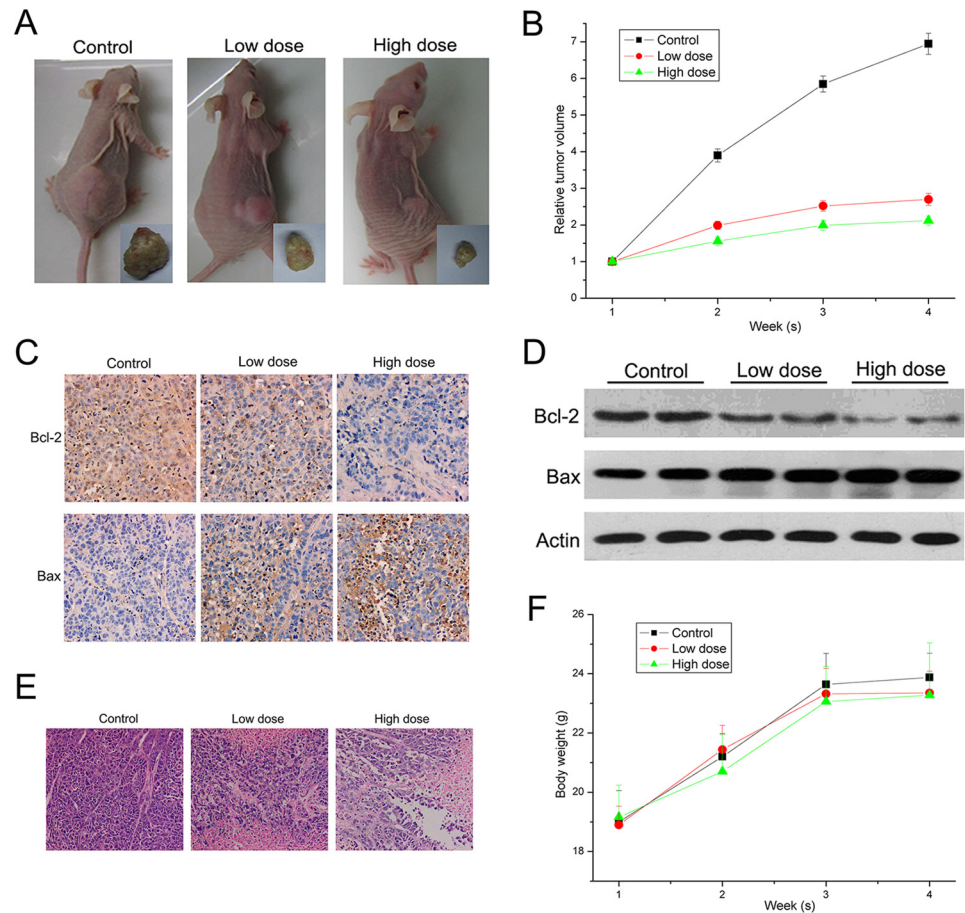 A
Control Low dose High dose
B
Control
Low dose
High dose
Relative tumor volume
7
6
5
4
3
2
1
0
1 2 3 4
Week (s)
C
Control Low dose High dose
Bcl-2
Bax
D
Control Low dose High dose
Bcl-2
Bax
Actin
E
Control Low dose High dose
F
Control
Low dose
High dose
Body weight (g)
26
24
22
20
18
1 2 3 4
Week (s)